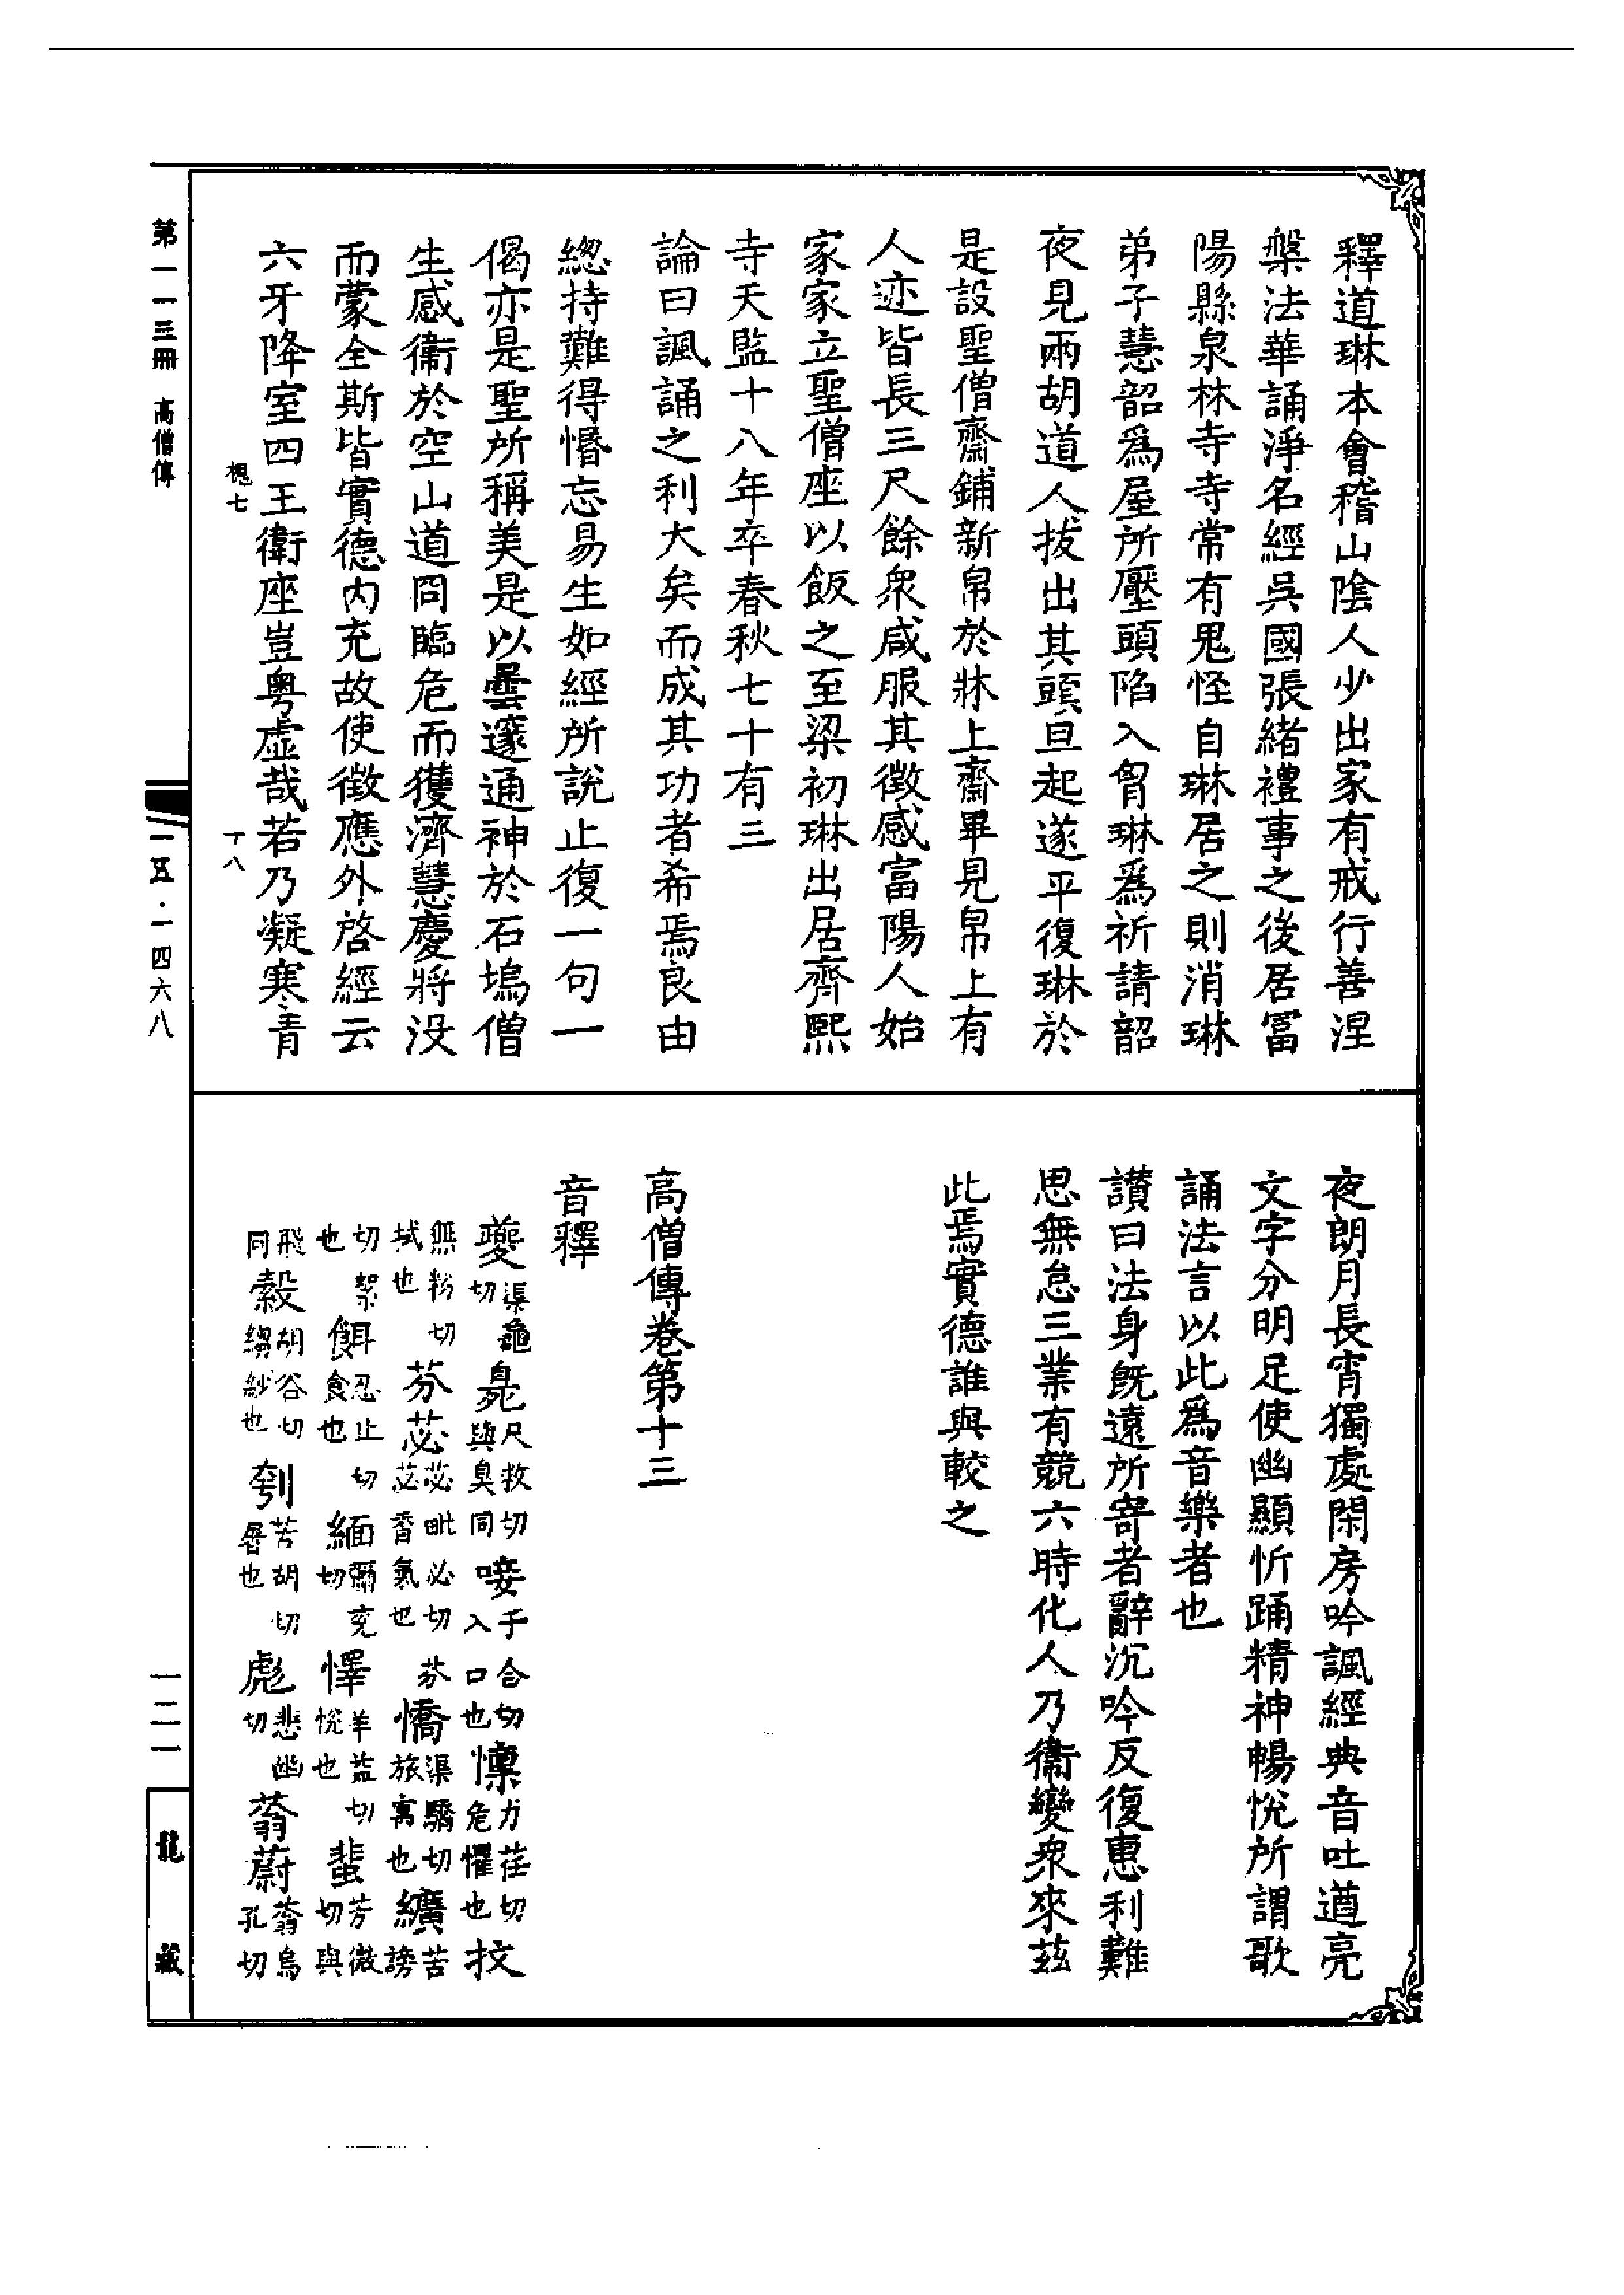 釋道琳本會稽山陰人少出家有戒行善涅
槃法華誦淨名經吳國張緒禮事之後居富
陽縣泉林寺寺常有鬼怪自琳居之則消琳
弟子慧韶為屋所壓頭陷入胷琳為祈請韶
夜見兩胡道人拔出其頭旦起遂平復琳於
是設聖僧齋鋪新帛於牀上齋畢見帛上有
人迹皆長三尺餘衆咸服其徵感富陽人始
家家立聖僧座以飯之至梁初琳出居齊熙
寺天監十八年卒春秋七十有三
論曰諷誦之利大矣而成其功者希焉良由
總持難得惛忘易生如經所說止復一句一
偈亦是聖所稱美是以曇邃通神於石塢僧
生感衛於空山道冏臨危而獲濟慧慶將没
而蒙全斯皆實德内充故使徵應外啓經云
六牙降室四王衛座豈粤虛哉若乃凝寒青
槐七
十八
夜朗月長宵獨處閑房吟諷經典音吐遒亮
文字分明足使幽顯忻踊精神暢悅所謂歌
誦法言以此為音樂者也
讃曰法身既遠所寄者辭沉吟反復惠利難
思無怠三業有競六時化人乃衛變衆來茲
此焉實德誰與較之
高僧傳卷第十三
音釋
夔渠龜切 㒫尺救切與臭同 唼于合切入口也 懍力荏切危懼也 抆
無粉切拭也 芬苾苾毗必切芬苾香氣也 憍渠驕切旅寓也 纊苦謗
切絮也 餌忍止切食也 緬彌兖切 懌羊益切悅也 蜚芳微切與
飛同 縠胡谷切縐紗也 刳苦胡切屠也 彪悲幽切 蓊蔚蓊烏孔切
第一一三冊 高僧傳
一五·一四六八
一二一
龍藏